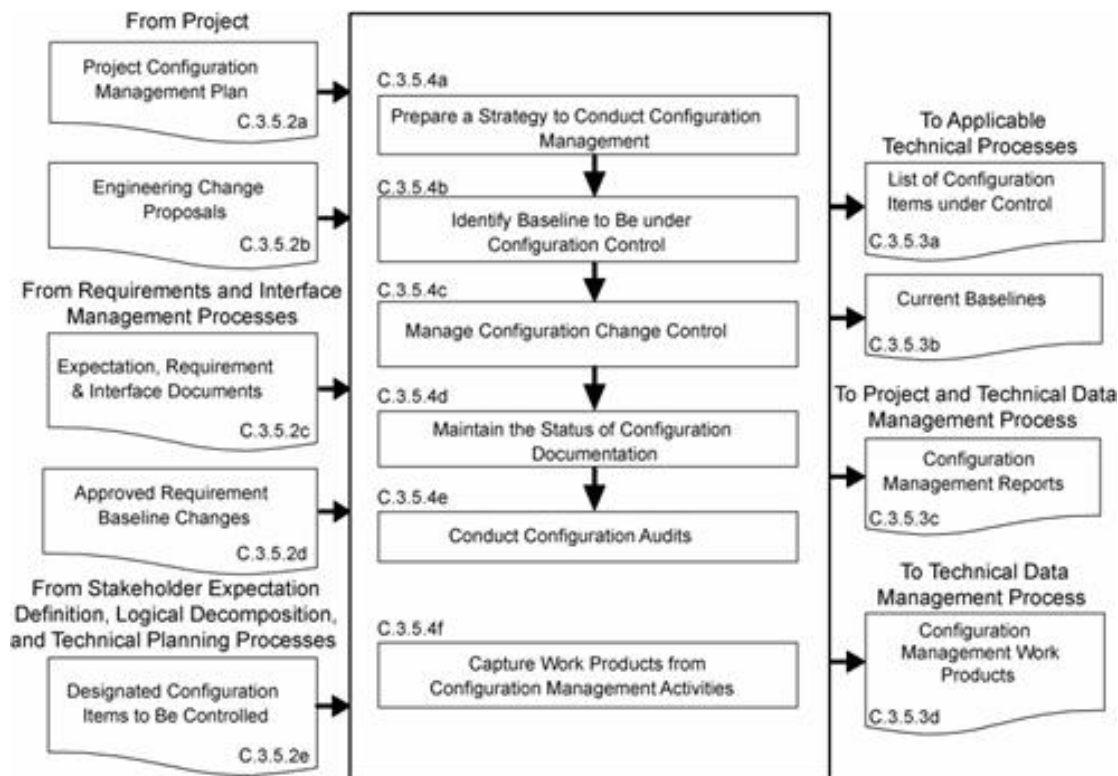 From Project
Project Configuration
Management Plan
C.3.5.2a
Engineering Change
Proposals
C.3.5.2b
From Requirements and Interface
Management Processes
Expectation, Requirement
& Interface Documents
C.3.5.2c
Approved Requirement
Baseline Changes
C.3.5.2d
From Stakeholder Expectation
Definition, Logical Decomposition,
and Technical Planning Processes
Designated Configuration
Items to Be Controlled
C.3.5.2e
C.3.5.4a
Prepare a Strategy to Conduct Configuration
Management
C.3.5.4b
Identify Baseline to Be under
Configuration Control
C.3.5.4c
Manage Configuration Change Control
C.3.5.4d
Maintain the Status of Configuration
Documentation
C.3.5.4e
Conduct Configuration Audits
C.3.5.4f
Capture Work Products from
Configuration Management Activities
To Applicable
Technical Processes
List of Configuration
Items under Control
C.3.5.3a
Current Baselines
C.3.5.3b
To Project and Technical Data
Management Process
Configuration
Management Reports
C.3.5.3c
To Technical Data
Management Process
Configuration
Management Work
Products
C.3.5.3d